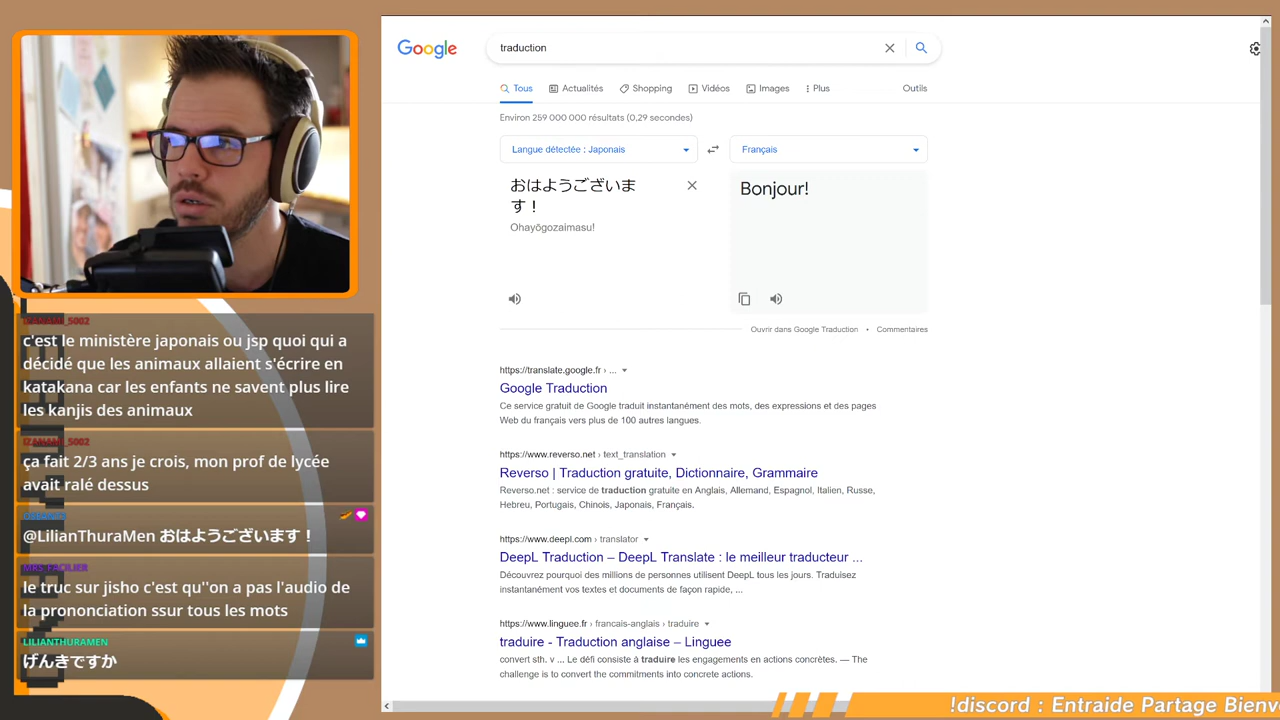 IZANAMI_5002
c'est le ministère japonais ou jsp quoi qui a
décidé que les animaux allaient s'écrire en
katakana car les enfants ne savent plus lire
les kanjis des animaux
IZANAMI_5002
ça fait 2/3 ans je crois, mon prof de lycée
avait ralé dessus
@LilianThuraMen おはようございます！
le truc sur jisho c'est qu''on a pas l'audio de
la prononciation ssur tous les mots
LILIANTHURAMEN
げんきですか
Google
traduction
Tous
Actualités
Shopping
Vidéos
Images
Plus
Outils
Environ 259 000 000 résultats (0,29 secondes)
Langue détectée : Japonais
Français
おはようございま
す！
Ohayōgozaimasu!
Bonjour!
Ouvrir dans Google Traduction • Commentaires
https://translate.google.fr › ...
Google Traduction
Ce service gratuit de Google traduit instantanément des mots, des expressions et des pages
Web du français vers plus de 100 autres langues.
https://www.reverso.net › text_translation
Reverso | Traduction gratuite, Dictionnaire, Grammaire
Reverso.net : service de traduction gratuite en Anglais, Allemand, Espagnol, Italien, Russe,
Hebreu, Portugais, Chinois, Japonais, Français.
https://www.deepl.com › translator
DeepL Traduction – DeepL Translate : le meilleur traducteur ...
Découvrez pourquoi des millions de personnes utilisent DeepL tous les jours. Traduisez
instantanément vos textes et documents de façon rapide, ...
https://www.linguee.fr › francais-anglais › traduire
traduire - Traduction anglaise – Linguee
convert sth. v ... Le défi consiste à traduire les engagements en actions concrètes. — The
challenge is to convert the commitments into concrete actions.
!discord : Entraide Partage Bienv